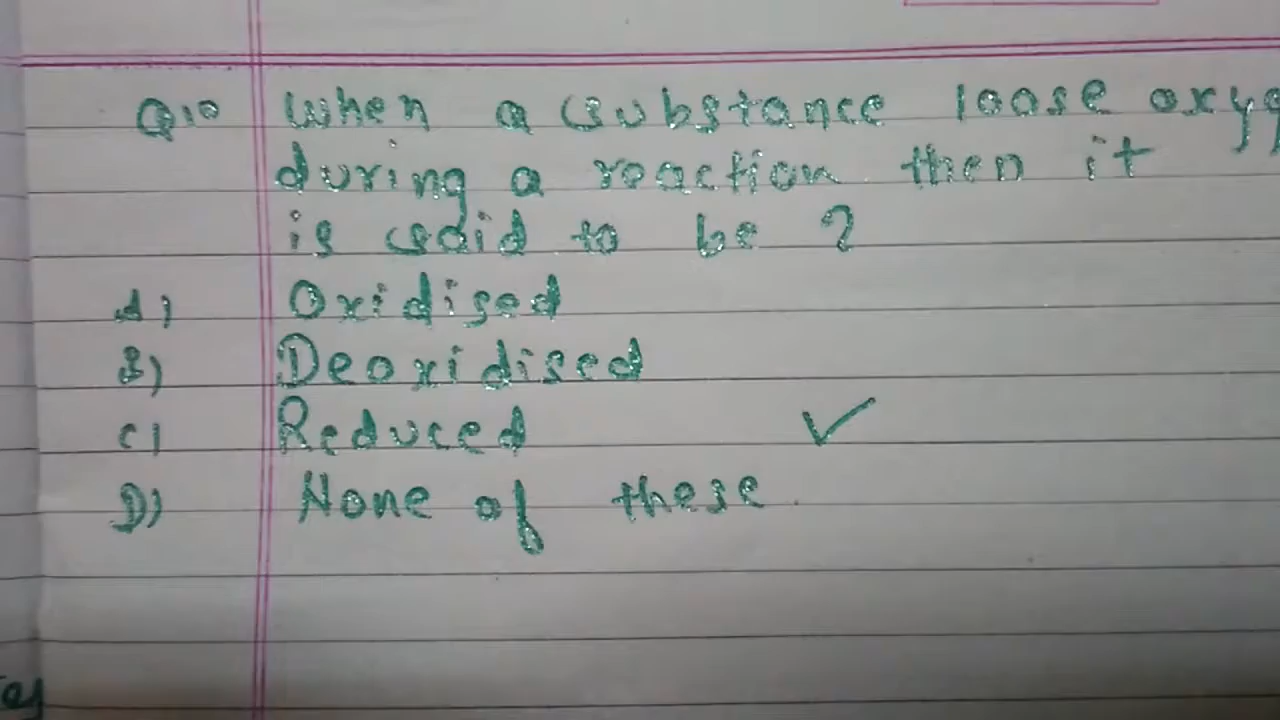 Q10 When a substance loose oxyg
during a reaction then it
is said to be ?
A) Oxidised
B) Deoxidised
C) Reduced ✓
D) None of these.